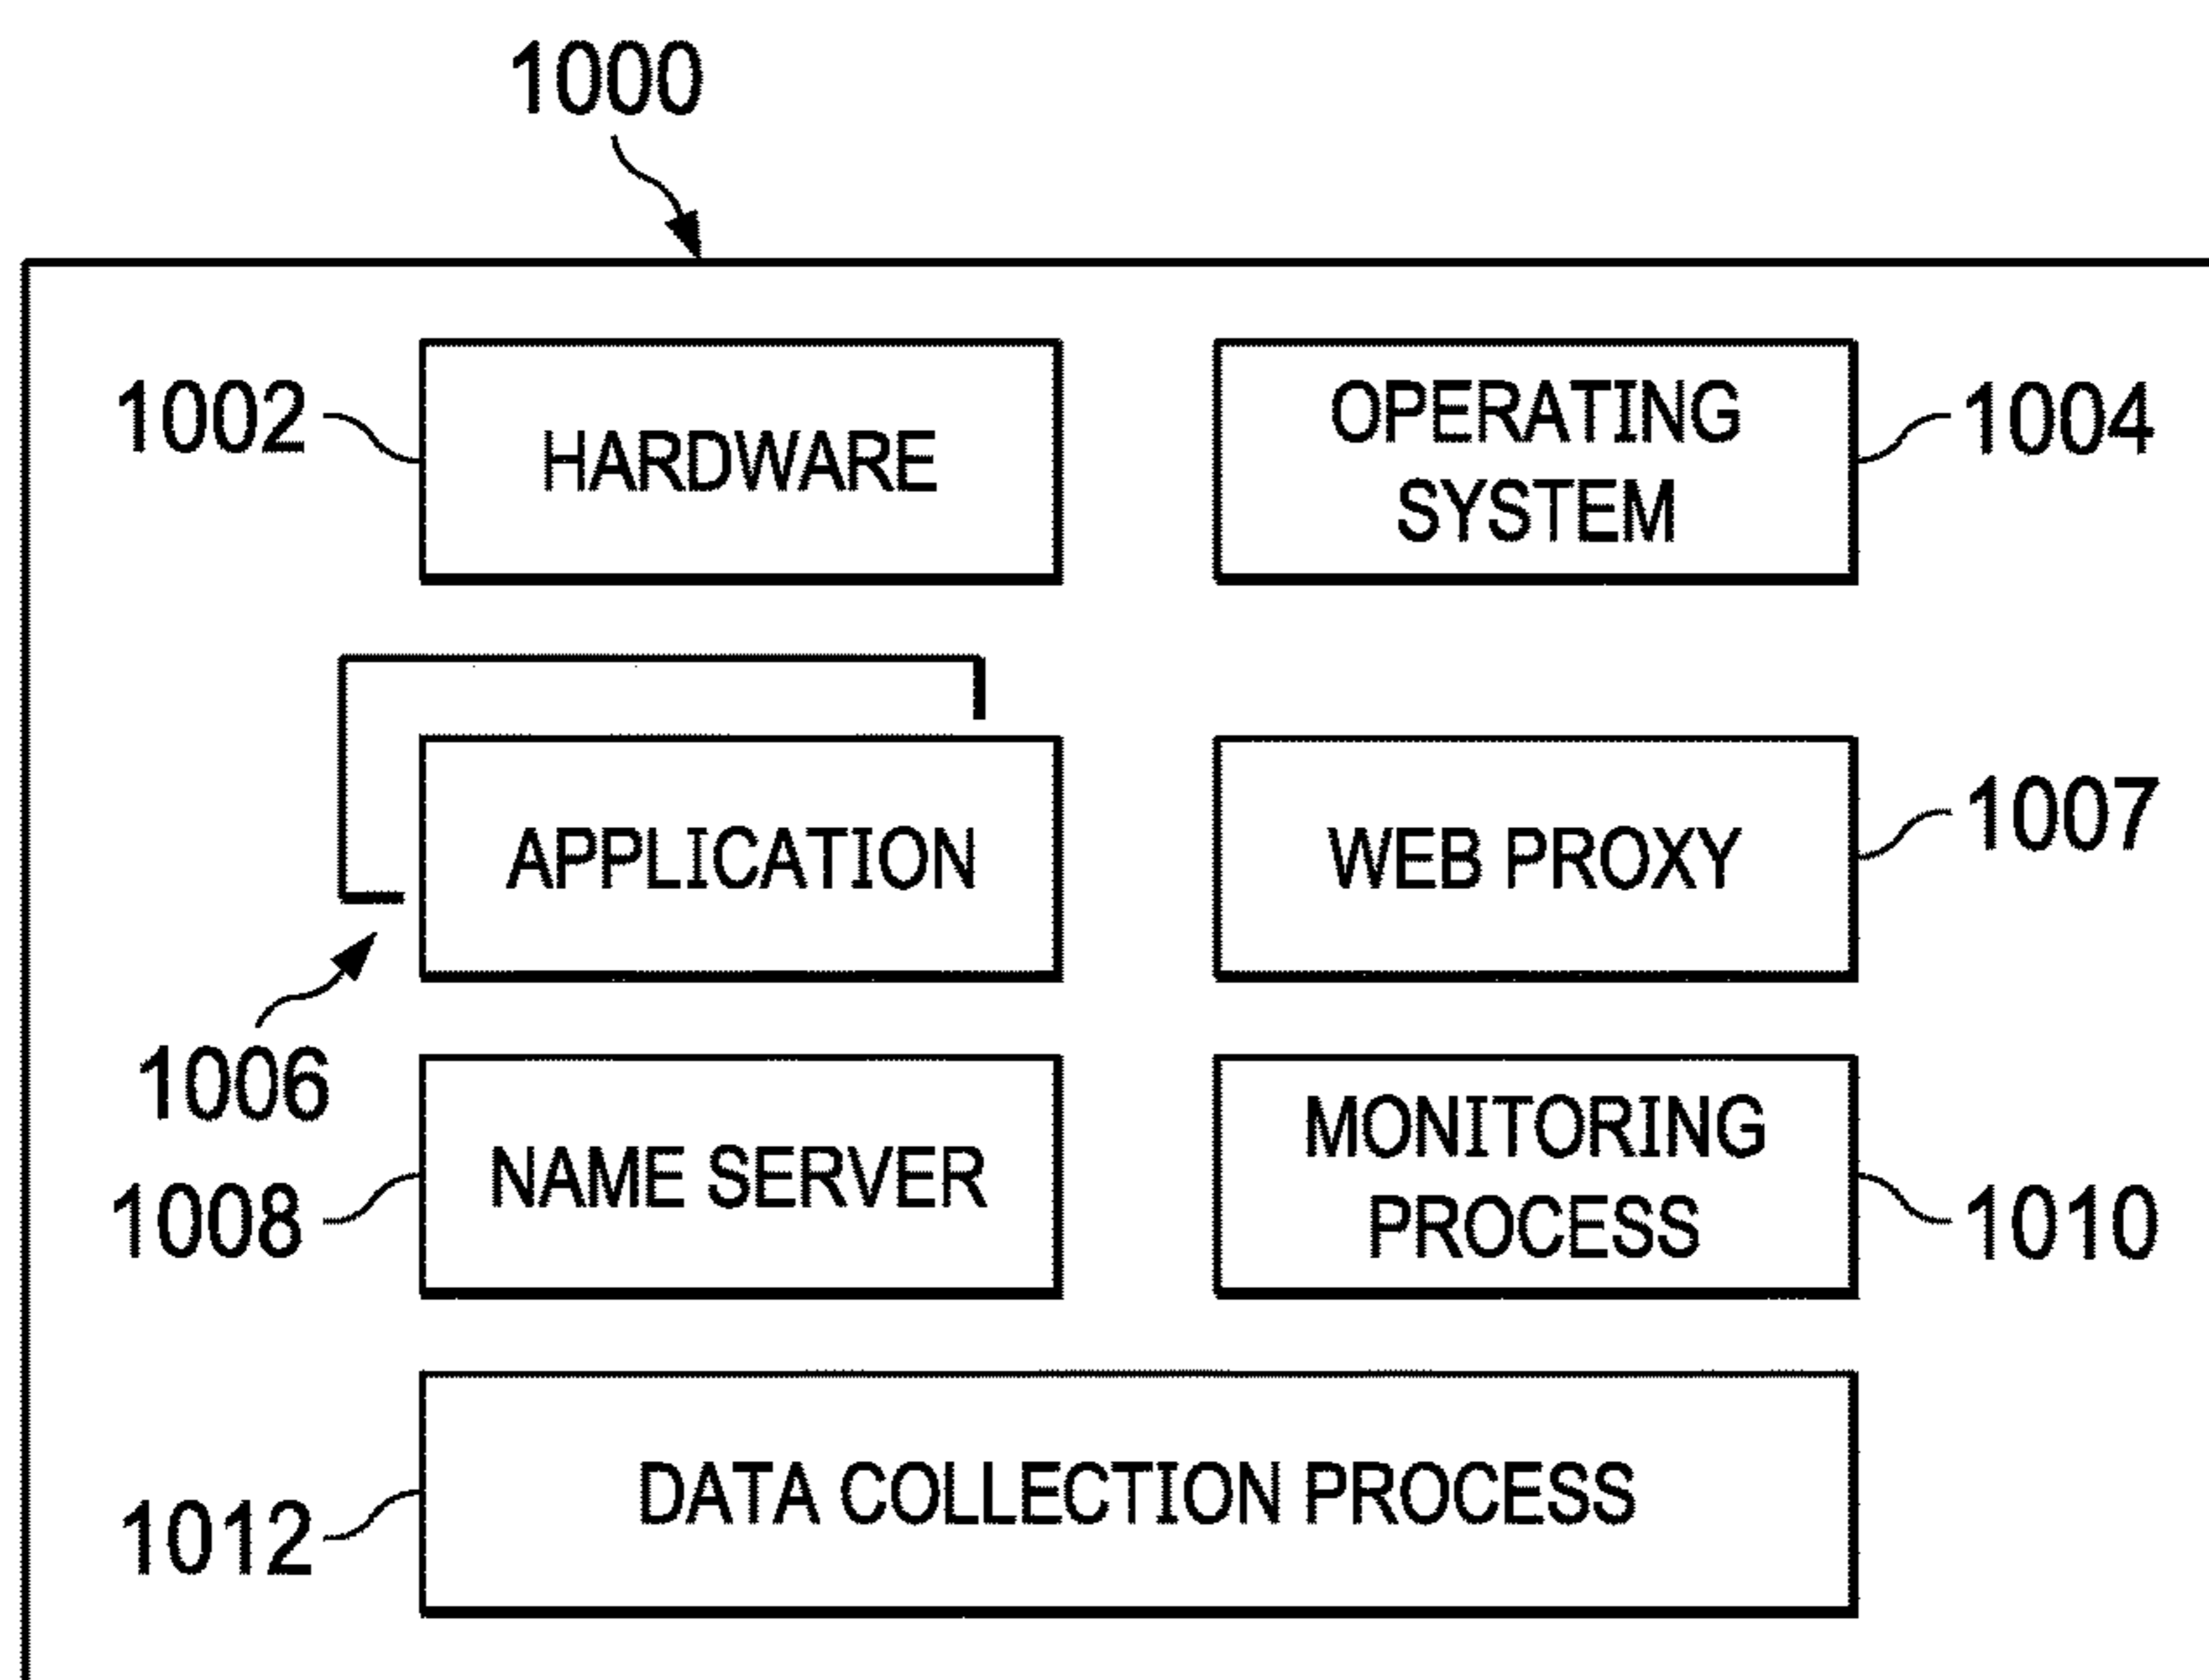 1000
1002
HARDWARE
OPERATING
SYSTEM
1004
APPLICATION
1006
WEB PROXY
1007
1008
NAME SERVER
MONITORING
PROCESS
1010
1012
DATA COLLECTION PROCESS